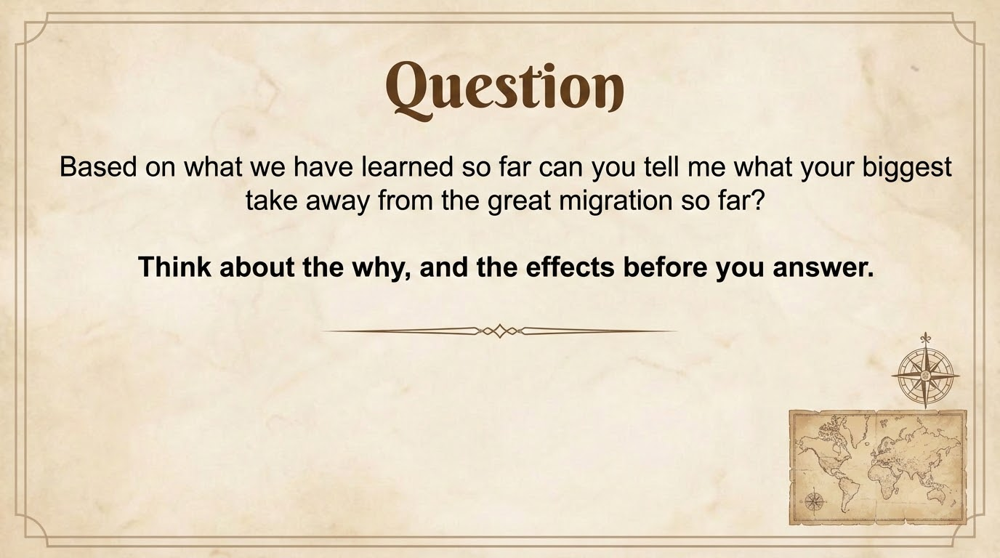 Question
Based on what we have learned so far can you tell me what your biggest
take away from the great migration so far?
Think about the why, and the effects before you answer.